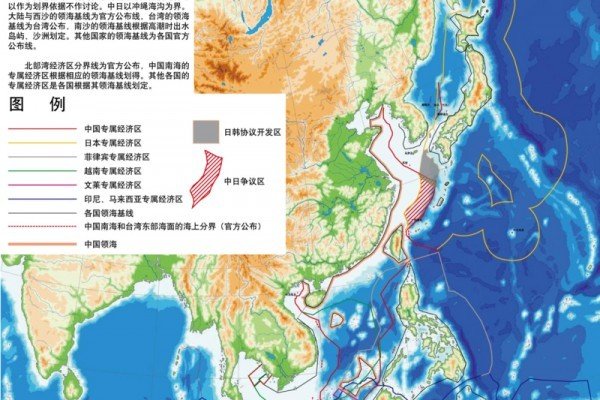 以作为划界依据不作讨论。中日以冲绳海沟为界。
大陆与西沙的领海基线为官方公布线，台湾的领海
基线为台湾公布，南沙的领海基线根据高潮时出水
岛屿、沙洲划定。其他国家的领海基线为各国官方
公布线。
北部湾经济区分界线为官方公布，中国南海的
专属经济区根据相应的领海基线划得。其他各国的
专属经济区是各国根据其领海基线划定。
图 例
中国专属经济区
日本专属经济区
菲律宾专属经济区
越南专属经济区
文莱专属经济区
印尼、马来西亚专属经济区
各国领海基线
中国南海和台湾东部海面的海上分界（官方公布）
中国领海
日韩协议开发区
中日争议区